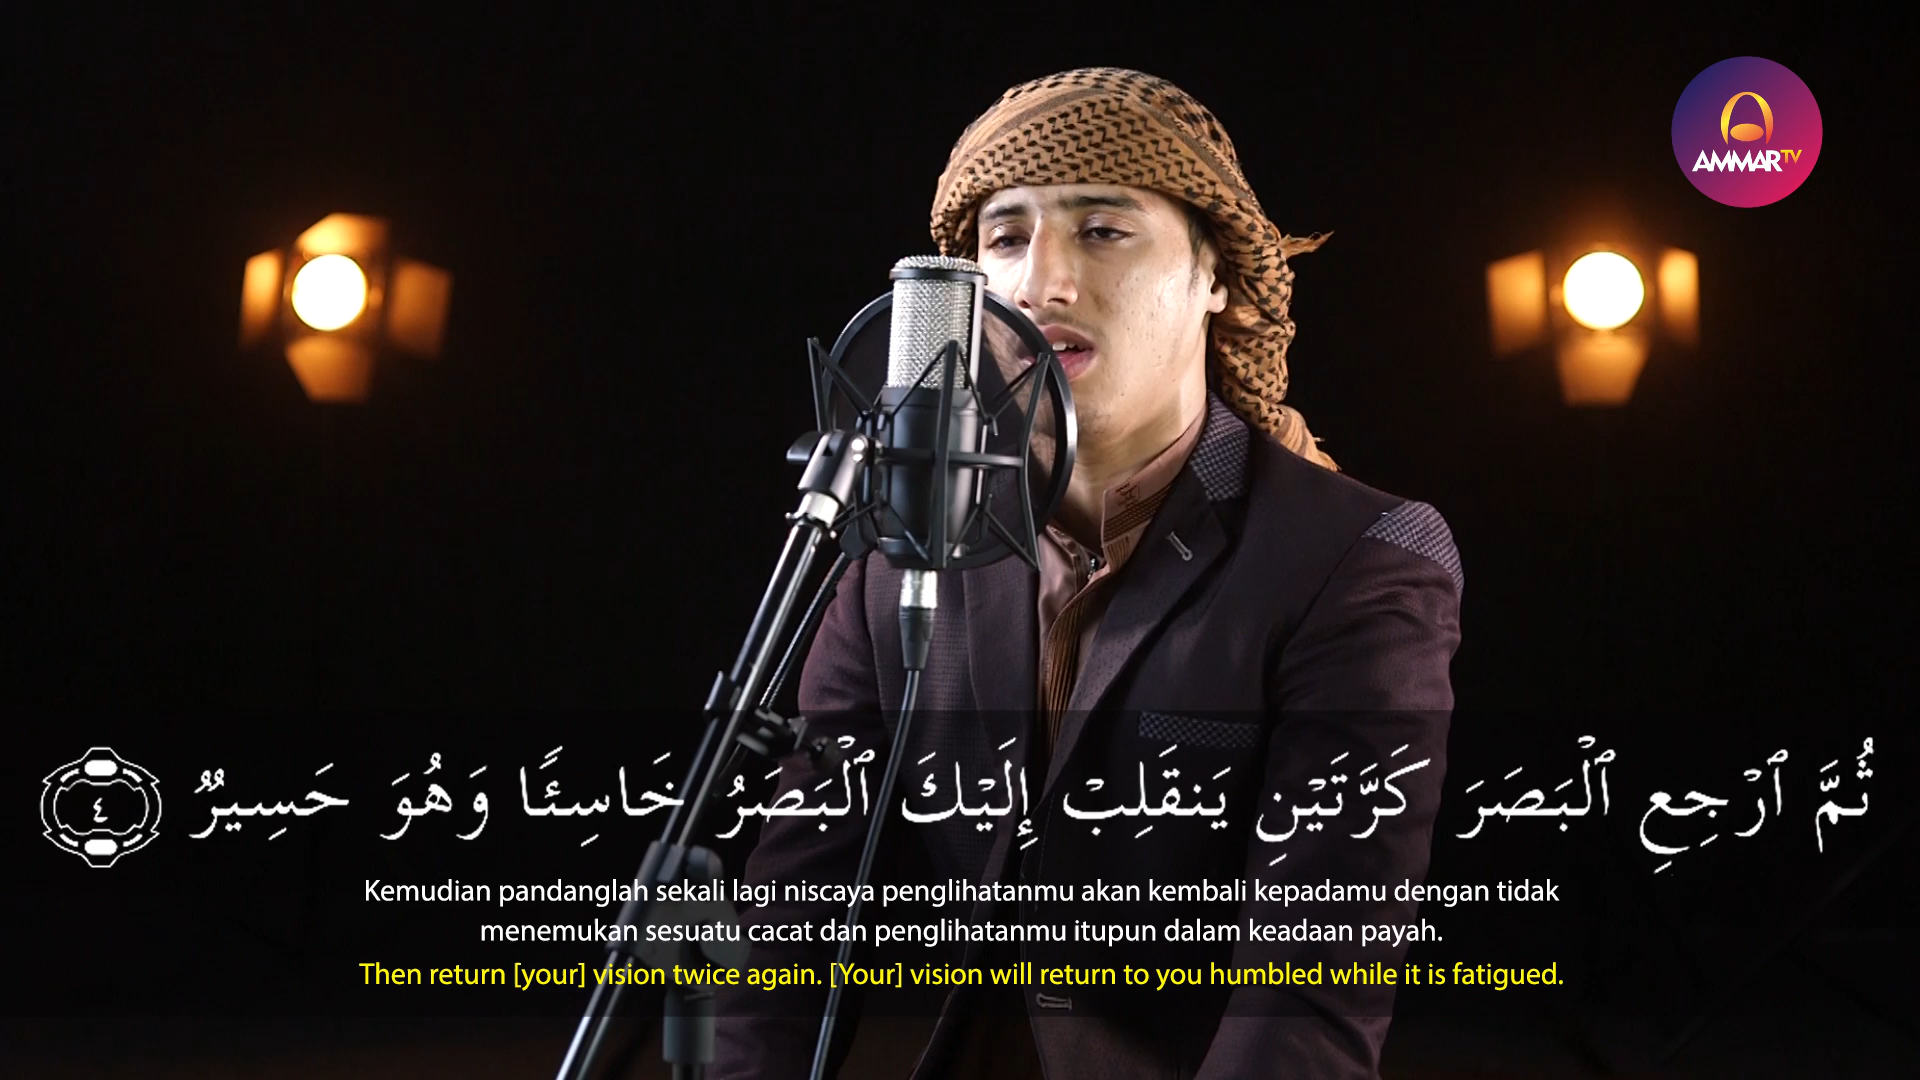 AMMARTV
ثُمَّ ٱرْجِعِ ٱلْبَصَرَ كَرَّتَيْنِ يَنقَلِبْ إِلَيْكَ ٱلْبَصَرُ خَاسِئًا وَهُوَ حَسِيرٌ ٤
Kemudian pandanglah sekali lagi niscaya penglihatanmu akan kembali kepadamu dengan tidak
menemukan sesuatu cacat dan penglihatanmu itupun dalam keadaan payah.
Then return [your] vision twice again. [Your] vision will return to you humbled while it is fatigued.